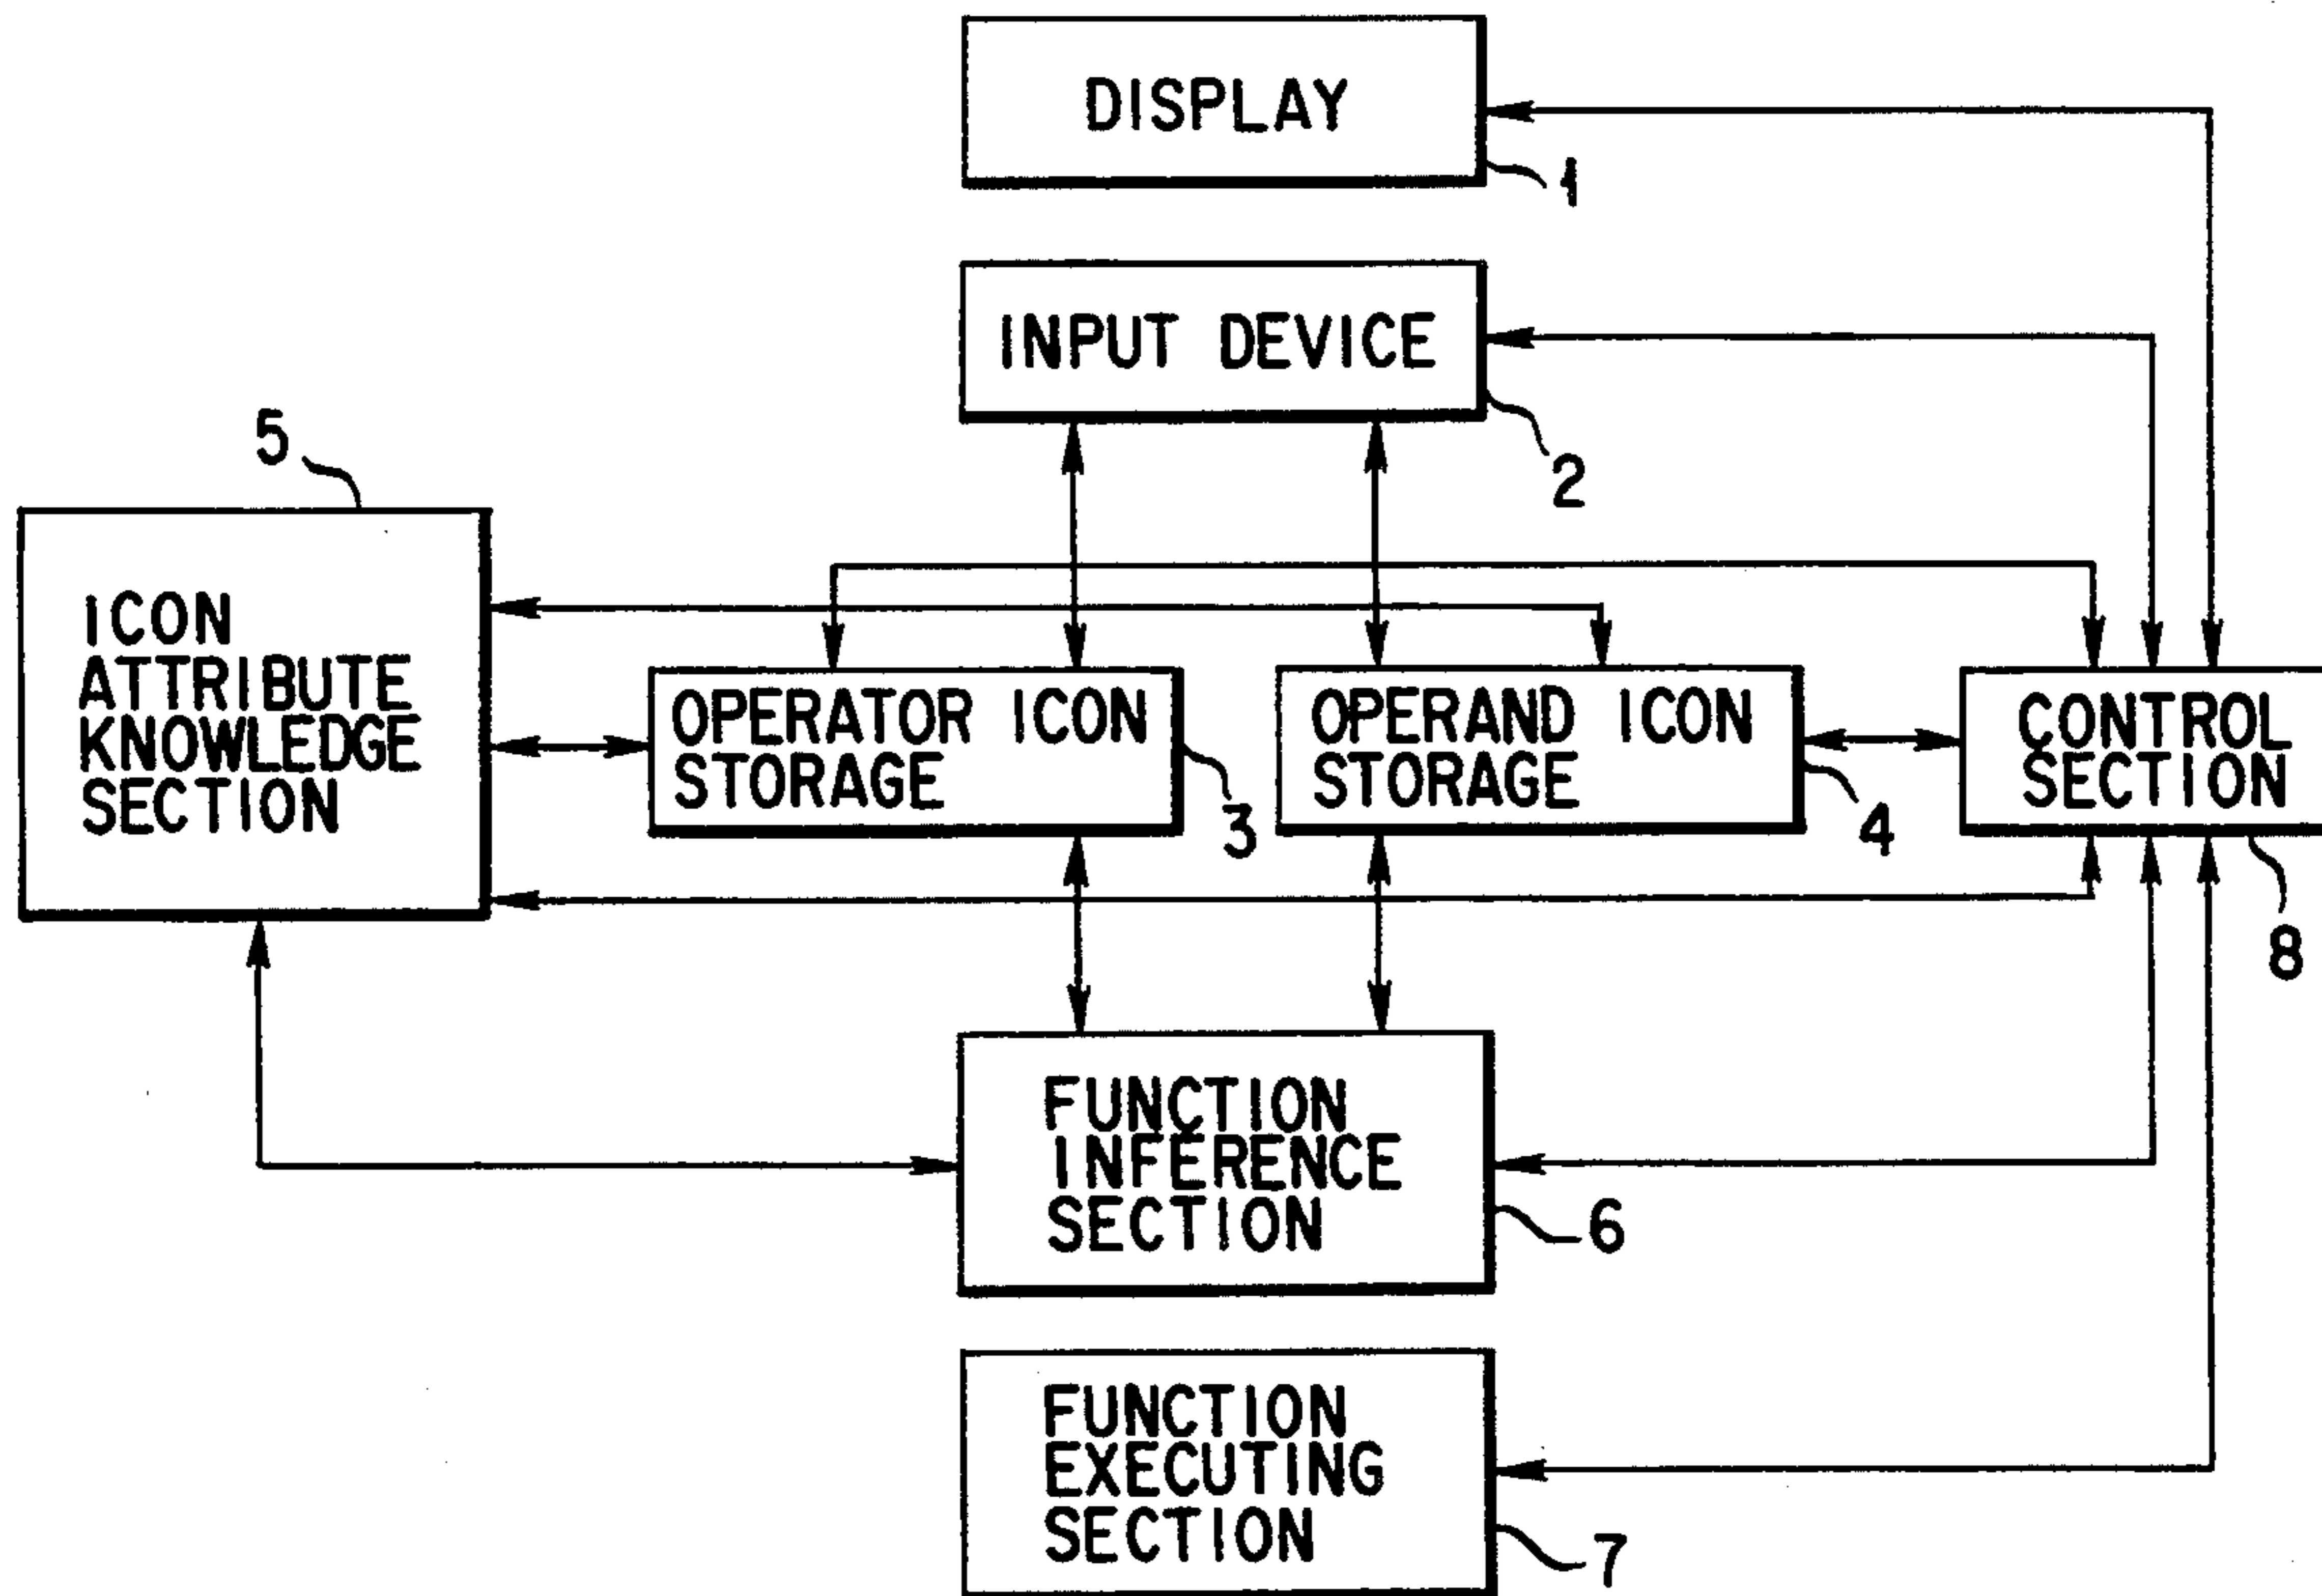 DISPLAY
1
INPUT DEVICE
2
5
ICON
ATTRIBUTE
KNOWLEDGE
SECTION
OPERATOR ICON
STORAGE
3
OPERAND ICON
STORAGE
4
CONTROL
SECTION
8
FUNCTION
INFERENCE
SECTION
6
FUNCTION
EXECUTING
SECTION
7